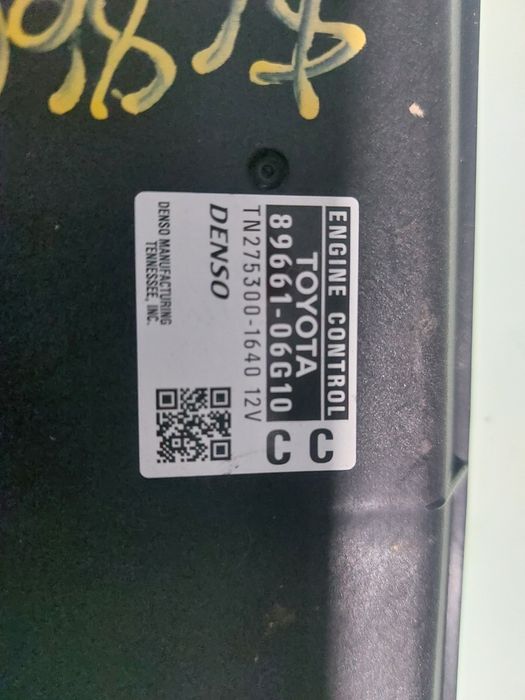 ENGINE CONTROL
TOYOTA C
89661-06G10 C
TN275300-1640 12V
DENSO
DENSO MANUFACTURING
TENNESSEE, INC.